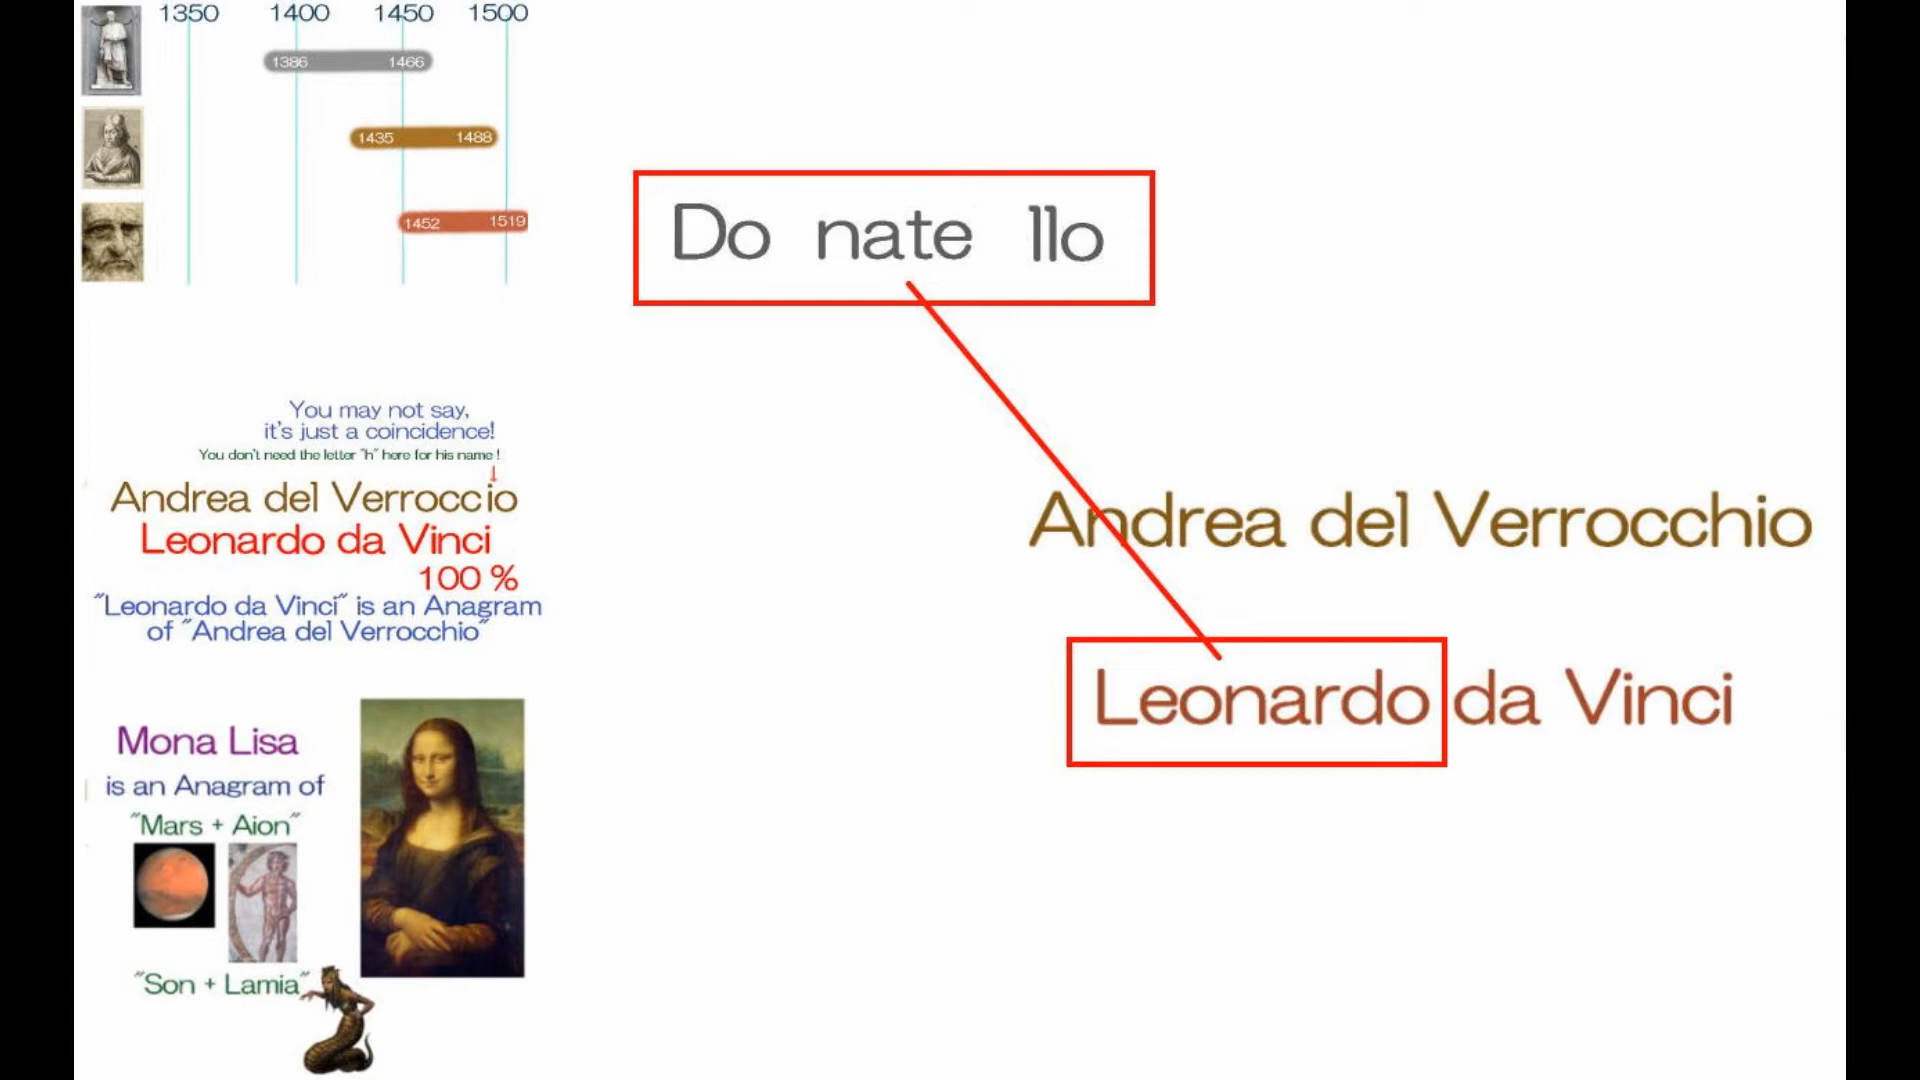 1350 1400 1450 1500
1386 1466
1435 1488
1452 1519
Do nate llo
You may not say,
it's just a coincidence!
You don't need the letter "h" here for his name !
Andrea del Verroccio
Leonardo da Vinci
100 %
"Leonardo da Vinci" is an Anagram
of "Andrea del Verrocchio"
Andrea del Verrocchio
Leonardo da Vinci
Mona Lisa
is an Anagram of
"Mars + Aion"
"Son + Lamia"